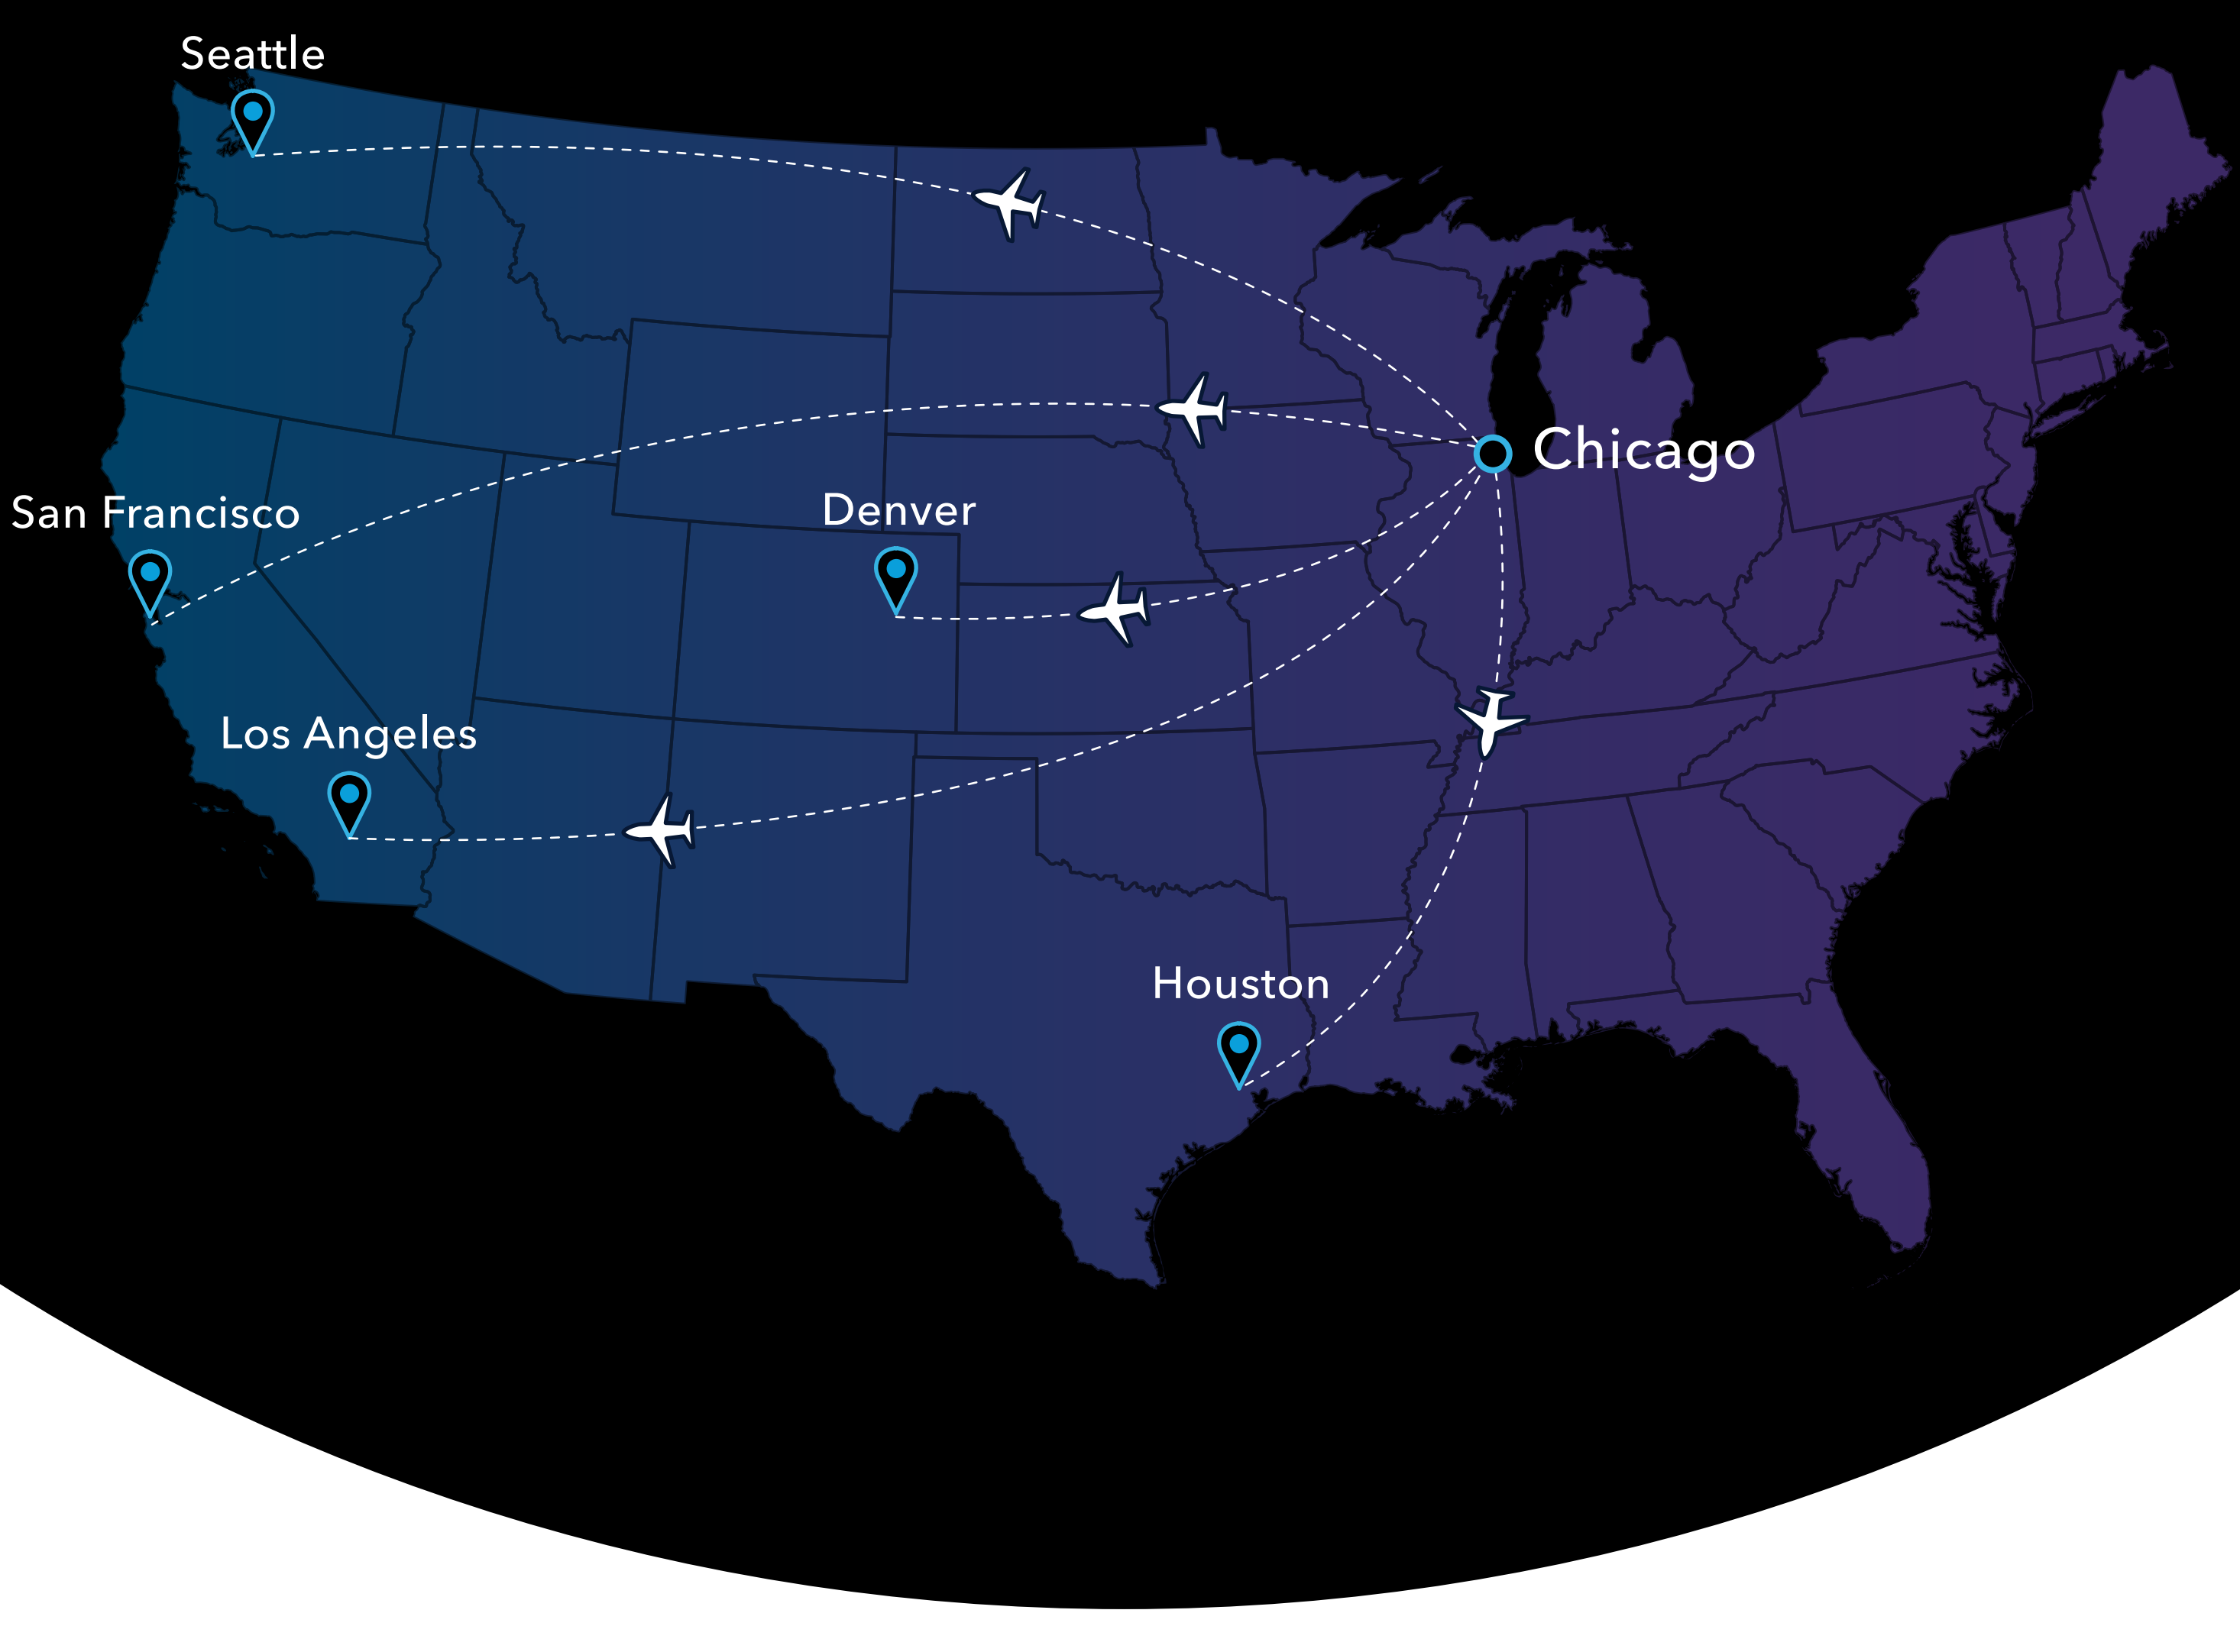 Seattle
Chicago
San Francisco
Denver
Los Angeles
Houston